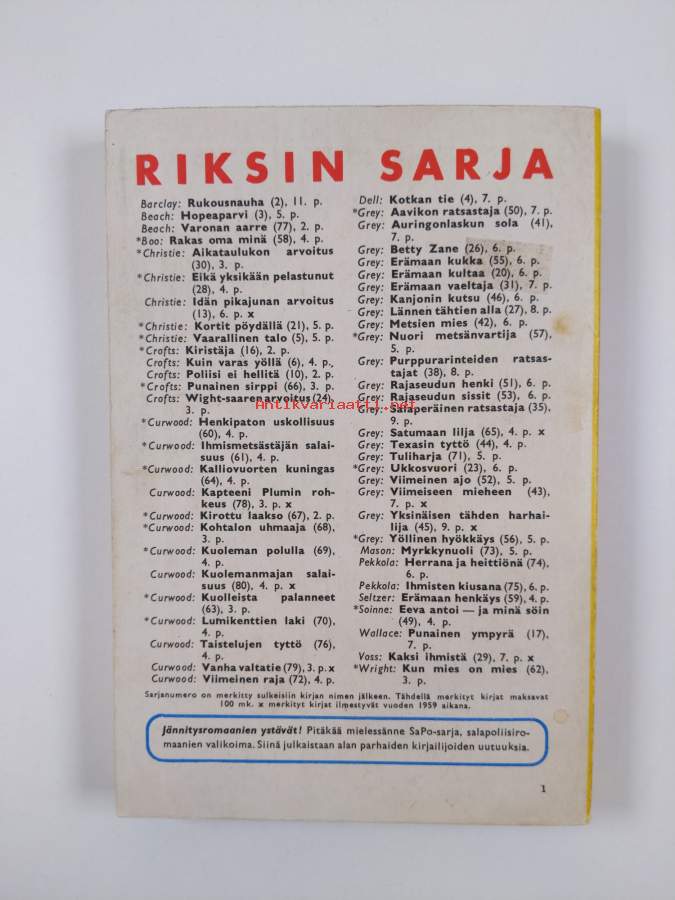 RIKSIN SARJA
Barclay: Rukousnauha (2), 11. p.
Beach: Hopeaparvi (3), 5. p.
Beach: Varonan aarre (77), 2. p.
*Boo: Rakas oma minä (58), 4. p.
*Christie: Aikataulukon arvoitus
(30), 3. p.
*Christie: Eikä yksikään pelastunut
(28), 4. p.
Christie: Idän pikajunan arvoitus
(13), 6. p. x
*Christie: Kortit pöydällä (21), 5. p.
*Christie: Vaarallinen talo (5), 5. p.
*Crofts: Kiristäjä (16), 2. p.
Crofts: Kuin varas yöllä (6), 4. p.,
Crofts: Poliisi ei hellitä (10), 2. p.
*Crofts: Punainen sirppi (66), 3. p.
Crofts: Wight-saaren arvoitus (24),
3. p.
*Curwood: Henkipaton uskollisuus
(60), 4. p.
*Curwood: Ihmismetsästäjän salai-
suus (61), 4. p.
*Curwood: Kalliovuorten kuningas
(64), 4. p.
Curwood: Kapteeni Plumin roh-
keus (78), 3. p. x
*Curwood: Kirottu laakso (67), 2. p.
*Curwood: Kohtalon uhmaaja (68),
3. p.
*Curwood: Kuoleman polulla (69),
4. p.
Curwood: Kuolemanmajan salai-
suus (80), 4. p. x
*Curwood: Kuolleista palanneet
(63), 3. p.
*Curwood: Lumikenttien laki (70),
4. p.
Curwood: Taistelujen tyttö (76),
4. p.
Curwood: Vanha valtatie (79), 3. p. x
Curwood: Viimeinen raja (72), 4. p.
Dell: Kotkan tie (4), 7. p.
*Grey: Aavikon ratsastaja (50), 7. p.
Grey: Auringonlaskun sola (41),
7. p.
Grey: Betty Zane (26), 6. p.
Grey: Erämaan kukka (55), 6. p.
Grey: Erämaan kultaa (20), 6. p.
Grey: Erämaan vaeltaja (31), 7. p.
Grey: Kanjonin kutsu (46), 6. p.
Grey: Lännen tähtien alla (27), 8. p.
Grey: Metsien mies (42), 6. p.
*Grey: Nuori metsänvartija (57),
5. p.
Grey: Purppurarinteiden ratsas-
tajat (38), 8. p.
Grey: Rajaseudun henki (51), 6. p.
Grey: Rajaseudun sissit (53), 6. p.
Grey: Salaperäinen ratsastaja (35),
9. p.
Grey: Satumaan lilja (65), 4. p. x
Grey: Texasin tyttö (44), 4. p.
Grey: Tuliharja (71), 5. p.
*Grey: Ukkosvuori (23), 6. p.
Grey: Viimeinen ajo (52), 5. p.
Grey: Viimeiseen mieheen (43),
7. p. x
Grey: Yksinäisen tähden harhai-
lija (45), 9. p. x
*Grey: Yöllinen hyökkäys (56), 5. p.
Mason: Myrkkynuoli (73), 5. p.
Pekkola: Herrana ja heittiönä (74),
6. p.
Pekkola: Ihmisten kiusana (75), 6. p.
Seltzer: Erämaan henkäys (59), 4. p.
*Soinne: Eeva antoi — ja minä söin
(49), 4. p.
Wallace: Punainen ympyrä (17),
7. p.
Voss: Kaksi ihmistä (29), 7. p. x
*Wright: Kun mies on mies (62),
3. p.
Antikvariaatti.net
Sarjanumero on merkitty sulkeisiin kirjan nimen jälkeen. Tähdellä merkityt kirjat maksavat
100 mk. x merkityt kirjat ilmestyvät vuoden 1959 aikana.
Jännitysromaanien ystävät! Pitäkää mielessänne SaPo-sarja, salapoliisiro-
maanien valikoima. Siinä julkaistaan alan parhaiden kirjailijoiden uutuuksia.
1